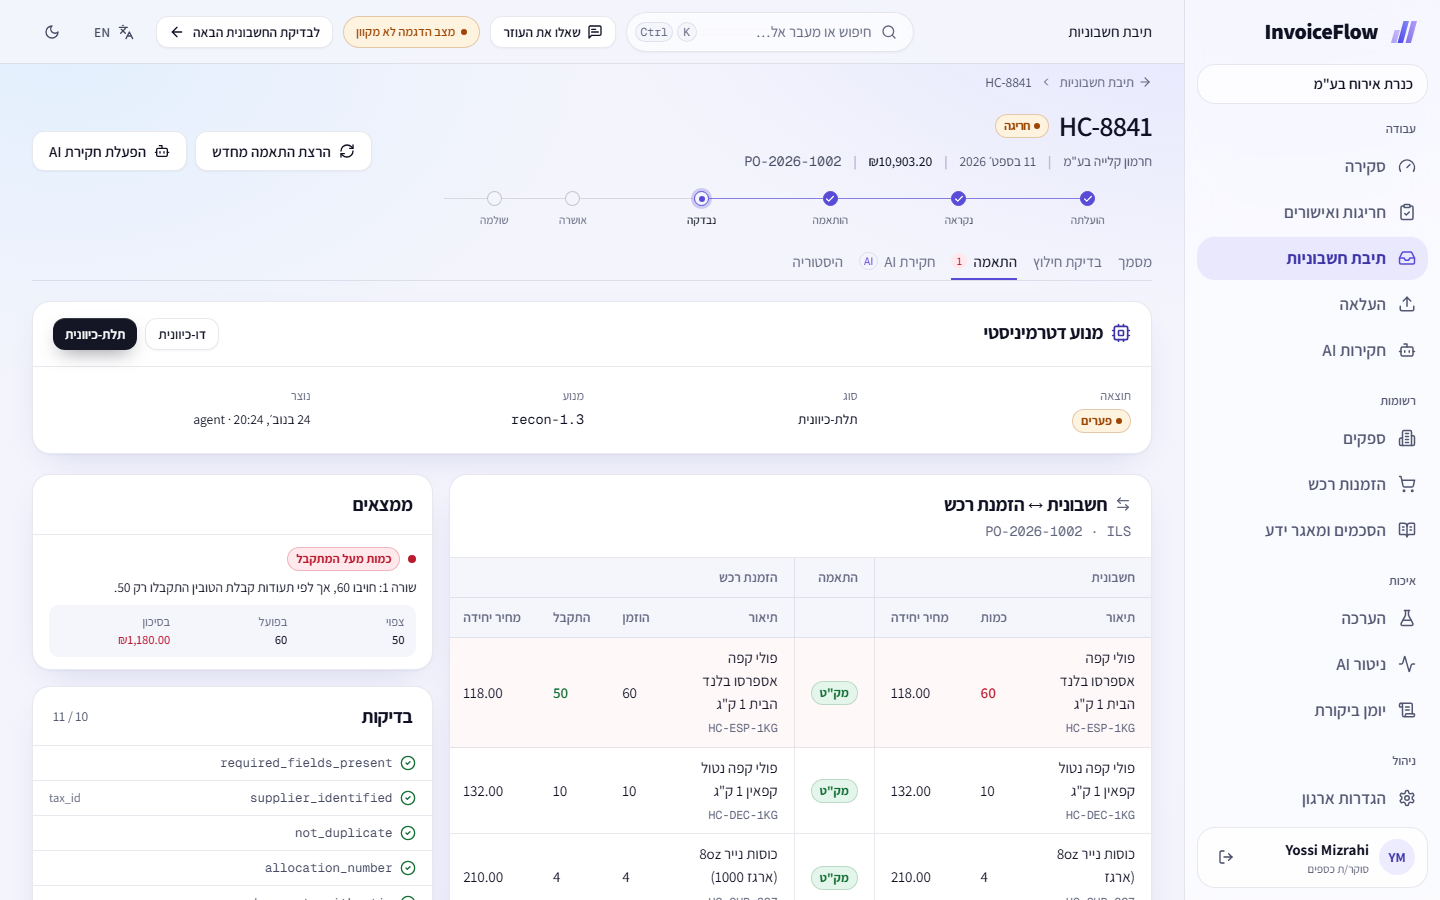 InvoiceFlow
כנרת אירוח בע"מ
עבודה
סקירה
חריגות ואישורים
תיבת חשבוניות
העלאה
חקירות AI
רשומות
ספקים
הזמנות רכש
הסכמים ומאגר ידע
איכות
הערכה
ניטור AI
יומן ביקורת
ניהול
הגדרות ארגון
YM
Yossi Mizrahi
סוקר/ת כספים
תיבת חשבוניות
חיפוש או מעבר אל...
Ctrl K
שאלו את העוזר
מצב הדגמה לא מקוון
לבדיקת החשבונית הבאה
EN
תיבת חשבוניות
HC-8841
HC-8841
חריגה
חרמון קלייה בע"מ | 11 בספט׳ 2026 | ₪10,903.20 | PO-2026-1002
הרצת התאמה מחדש
הפעלת חקירת AI
הועלתה
נקראה
הותאמה
נבדקה
אושרה
שולמה
מסמך
בדיקת חילוץ
התאמה 1
חקירת AI AI
היסטוריה
מנוע דטרמיניסטי
דו-כיוונית
תלת-כיוונית
תוצאה סוג מנוע נוצר
פערים תלת-כיוונית recon-1.3 24 בנוב׳, 20:24 · agent
חשבונית ↔ הזמנת רכש
PO-2026-1002 · ILS
חשבונית התאמה הזמנת רכש
תיאור כמות מחיר יחידה תיאור הוזמן התקבל מחיר יחידה
פולי קפה אספרסו בלנד הבית 1 ק"ג HC-ESP-1KG 60 118.00 מק"ט פולי קפה אספרסו בלנד הבית 1 ק"ג HC-ESP-1KG 60 50 118.00
פולי קפה נטול קפאין 1 ק"ג HC-DEC-1KG 10 132.00 מק"ט פולי קפה נטול קפאין 1 ק"ג HC-DEC-1KG 10 10 132.00
כוסות נייר 8oz (ארגז 4 210.00 מק"ט כוסות נייר 8oz (ארגז 1000) 4 4 210.00
ממצאים
כמות מעל המתקבל
שורה 1: חויבו 60, אך לפי תעודות קבלת הטובין התקבלו רק 50.
צפוי בפועל בסיכון
50 60 ₪1,180.00
בדיקות
11 / 10
required_fields_present
supplier_identified tax_id
not_duplicate
allocation_number